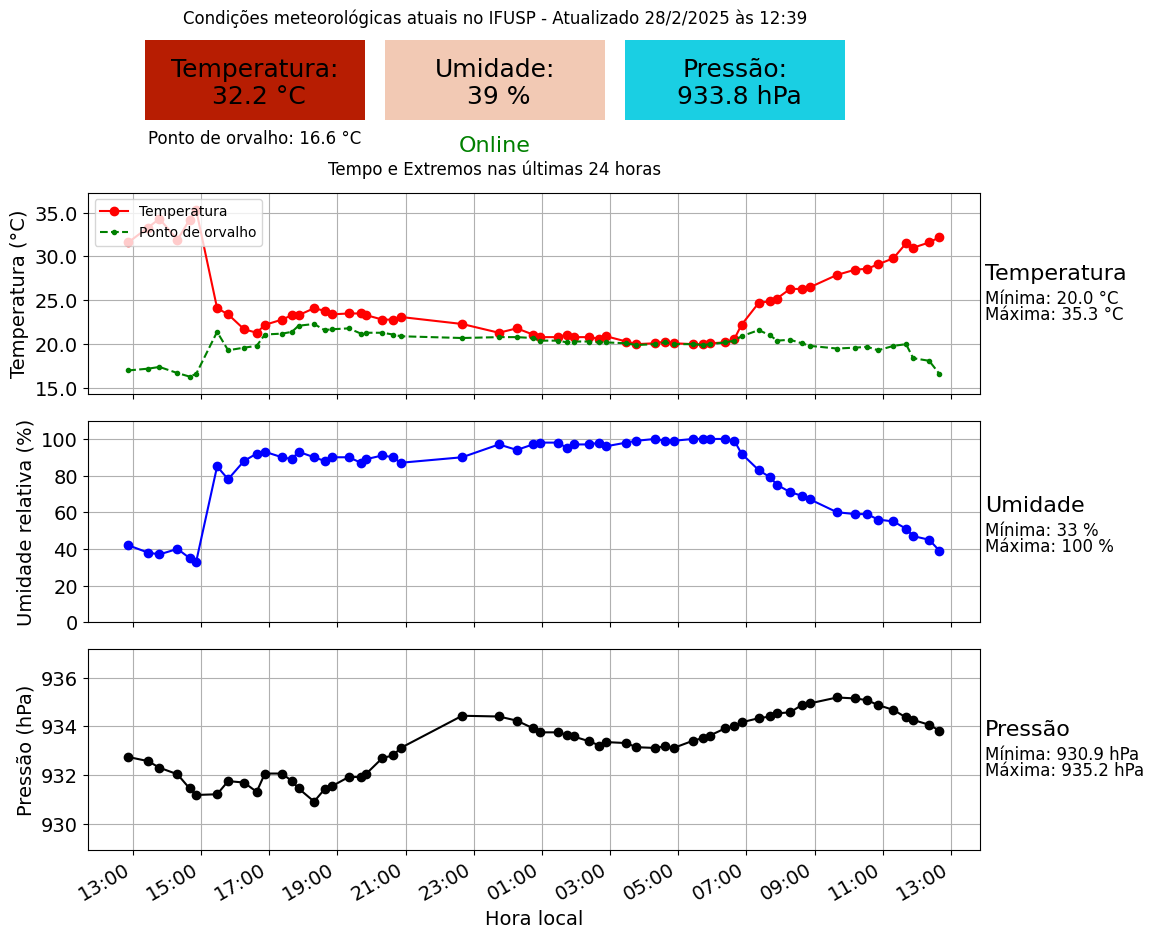 Condições meteorológicas atuais no IFUSP - Atualizado 28/2/2025 às 12:39
Temperatura:
32.2 °C
Umidade:
39 %
Pressão:
933.8 hPa
Ponto de orvalho: 16.6 °C
Online
Tempo e Extremos nas últimas 24 horas
Temperatura (°C)
35.0
30.0
25.0
20.0
15.0
Temperatura
Ponto de orvalho
Temperatura
Mínima: 20.0 °C
Máxima: 35.3 °C
Umidade relativa (%)
100
80
60
40
20
0
Umidade
Mínima: 33 %
Máxima: 100 %
Pressão (hPa)
936
934
932
930
Pressão
Mínima: 930.9 hPa
Máxima: 935.2 hPa
13:00 15:00 17:00 19:00 21:00 23:00 01:00 03:00 05:00 07:00 09:00 11:00 13:00
Hora local